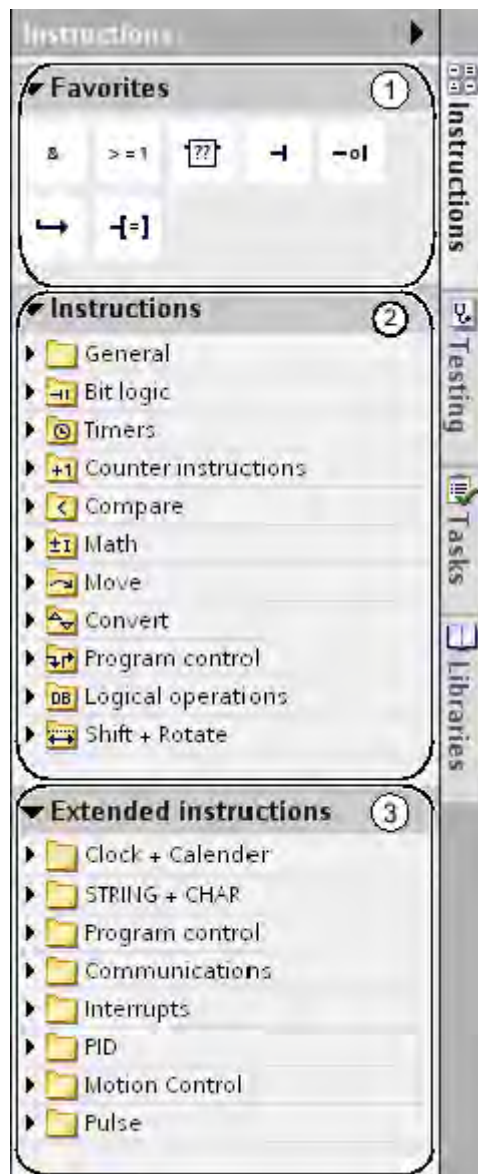 Instructions
Favorites 1
& >=1 ?? -o|
-[=]
Instructions 2
General
Bit logic
Timers
+1 Counter instructions
< Compare
±I Math
Move
Convert
Program control
DB Logical operations
Shift + Rotate
Extended instructions 3
Clock + Calender
STRING + CHAR
Program control
Communications
Interrupts
PID
Motion Control
Pulse
Instructions
Testing
Tasks
Libraries